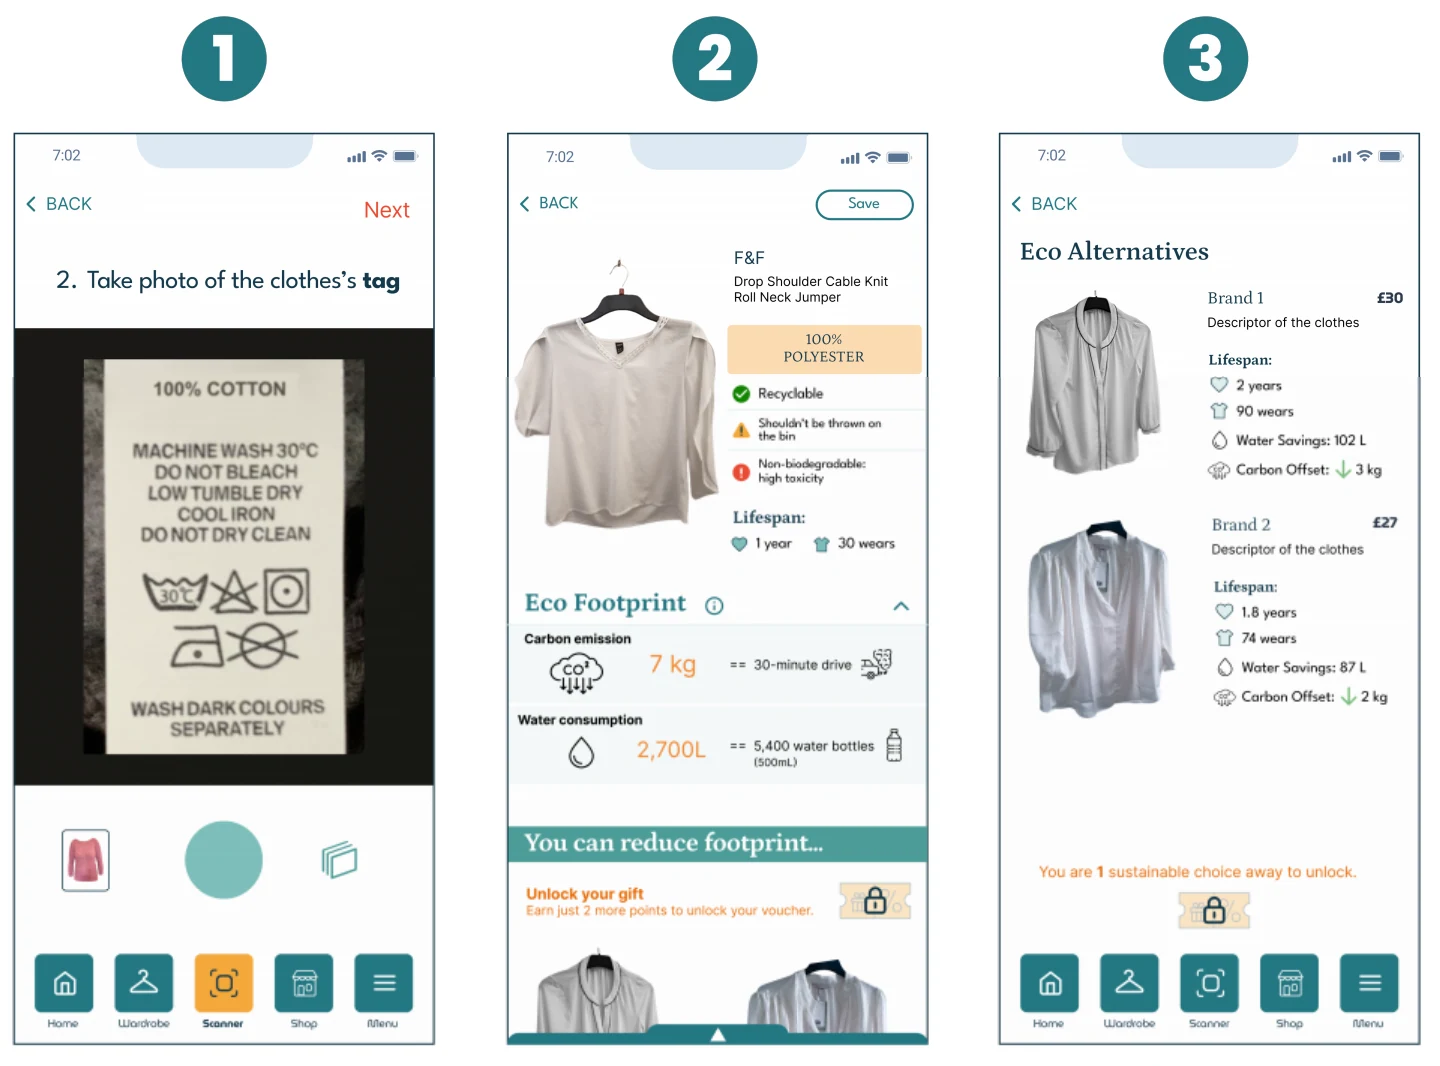 1
7:02
BACK
Next
2. Take photo of the clothes's tag
100% COTTON
MACHINE WASH 30°C
DO NOT BLEACH
LOW TUMBLE DRY
COOL IRON
DO NOT DRY CLEAN
30°C
WASH DARK COLOURS
SEPARATELY
Home
Wardrobe
Scanner
Shop
Menu
2
7:02
BACK
Save
F&F
Drop Shoulder Cable Knit
Roll Neck Jumper
100%
POLYESTER
Recyclable
Shouldn't be thrown on
the bin
Non-biodegradable:
high toxicity
Lifespan:
1 year
30 wears
Eco Footprint
Carbon emission
CO²
7 kg
== 30-minute drive
Water consumption
2,700L
== 5,400 water bottles
(500mL)
You can reduce footprint...
Unlock your gift
Earn just 2 more points to unlock your voucher.
%
3
7:02
BACK
Eco Alternatives
Brand 1
£30
Descriptor of the clothes
Lifespan:
2 years
90 wears
Water Savings: 102 L
Carbon Offset: ↓ 3 kg
Brand 2
£27
Descriptor of the clothes
Lifespan:
1.8 years
74 wears
Water Savings: 87 L
Carbon Offset: ↓ 2 kg
You are 1 sustainable choice away to unlock.
%
Home
Wardrobe
Scanner
Shop
Menu